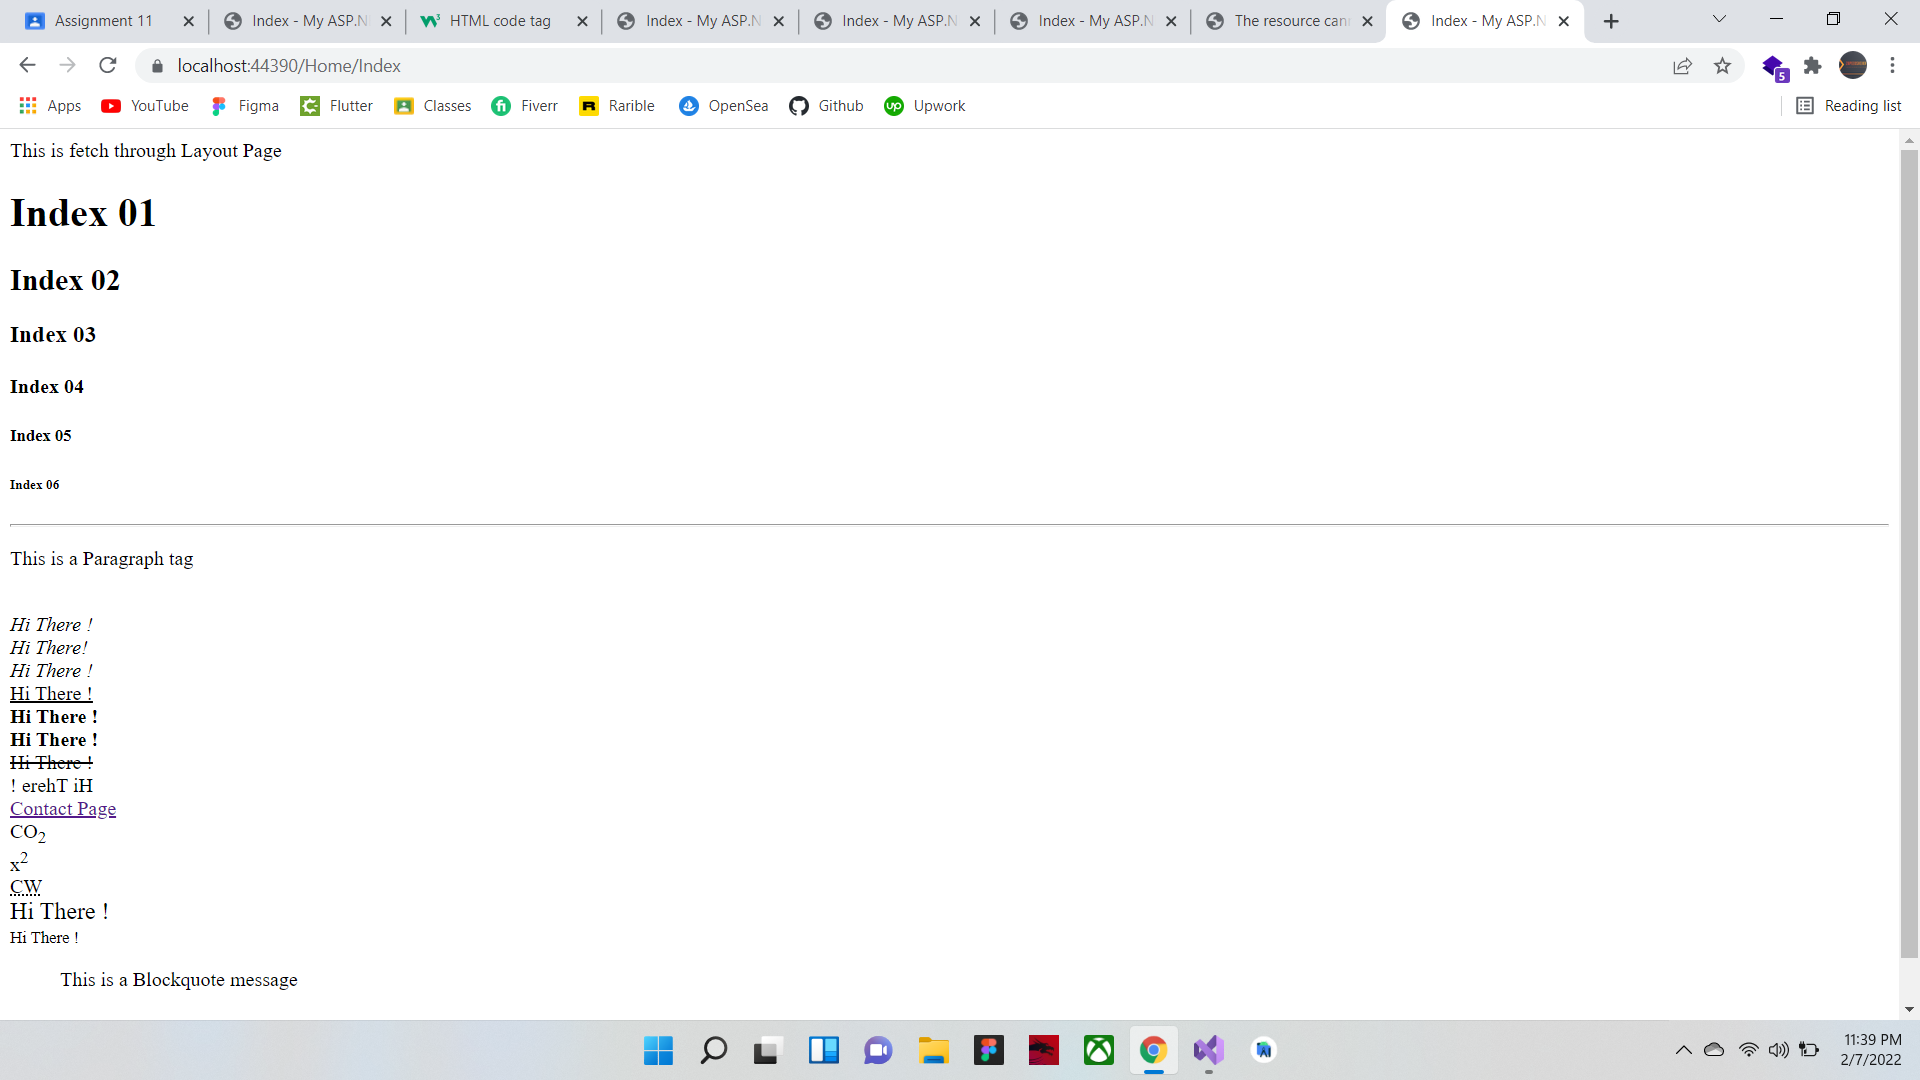 Assignment 11
Index - My ASP.N
HTML code tag
Index - My ASP.N
Index - My ASP.N
Index - My ASP.N
The resource can
Index - My ASP.N
localhost:44390/Home/Index
5
Apps
YouTube
Figma
Flutter
Classes
Fiverr
Rarible
OpenSea
Github
Upwork
Reading list
This is fetch through Layout Page
Index 01
Index 02
Index 03
Index 04
Index 05
Index 06
This is a Paragraph tag
Hi There !
Hi There!
Hi There !
Hi There !
Hi There !
Hi There !
Hi There !
! erehT iH
Contact Page
CO2
x2
CW
Hi There !
Hi There !
This is a Blockquote message
11:39 PM
2/7/2022